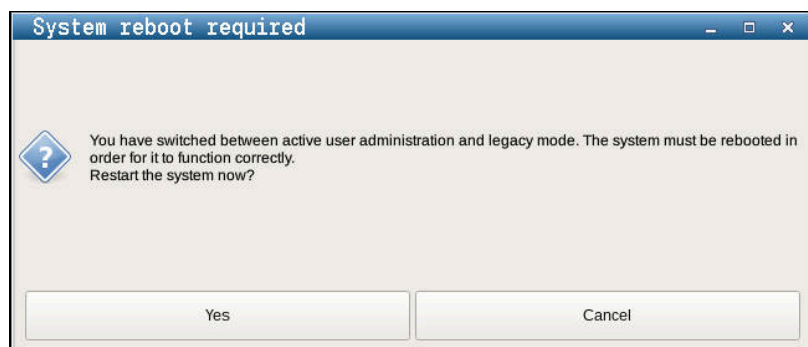 System reboot required
You have switched between active user administration and legacy mode. The system must be rebooted in
order for it to function correctly.
Restart the system now?
Yes
Cancel